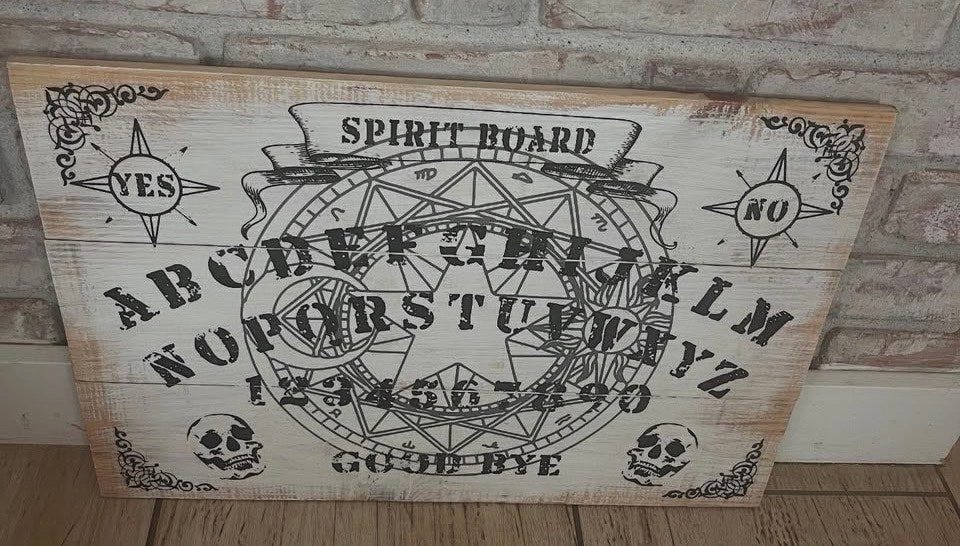 SPIRIT BOARD
YES
NO
ABCDEFGHIJKLM
NOPQRSTUVWXYZ
1234567890
GOOD BYE